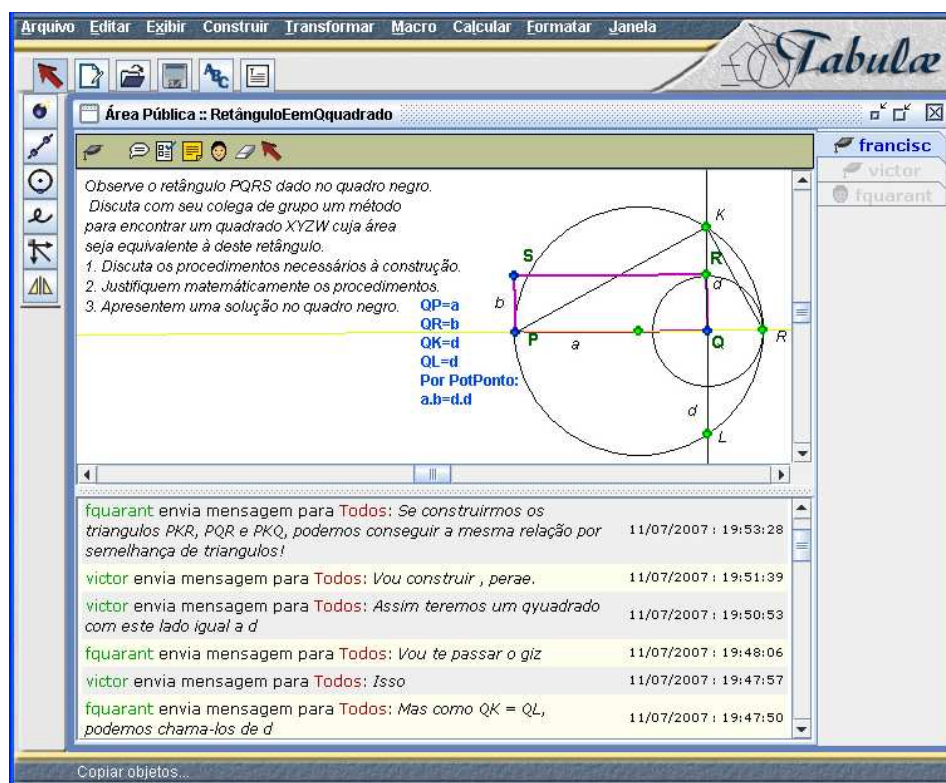 Arquivo Editar Exibir Construir Transformar Macro Calcular Formatar Janela
Tabulæ
ABc
Área Pública :: RetânguloEemQquadrado
francisc
victor
fquarant
Observe o retângulo PQRS dado no quadro negro.
Discuta com seu colega de grupo um método
para encontrar um quadrado XYZW cuja área
seja equivalente à deste retângulo.
1. Discuta os procedimentos necessários à construção.
2. Justifiquem matemáticamente os procedimentos.
3. Apresentem uma solução no quadro negro.
QP=a
QR=b
QK=d
QL=d
Por PotPonto:
a.b=d.d
K
S
R
d
b
P
a
Q
R
d
L
fquarant envia mensagem para Todos: Se construirmos os
triangulos PKR, PQR e PKQ, podemos conseguir a mesma relação por
semelhança de triangulos!
11/07/2007 : 19:53:28
victor envia mensagem para Todos: Vou construir , perae.
11/07/2007 : 19:51:39
victor envia mensagem para Todos: Assim teremos um qyuadrado
com este lado igual a d
11/07/2007 : 19:50:53
fquarant envia mensagem para Todos: Vou te passar o giz
11/07/2007 : 19:48:06
victor envia mensagem para Todos: Isso
11/07/2007 : 19:47:57
fquarant envia mensagem para Todos: Mas como QK = QL,
podemos chama-los de d
11/07/2007 : 19:47:50
Copiar objetos...